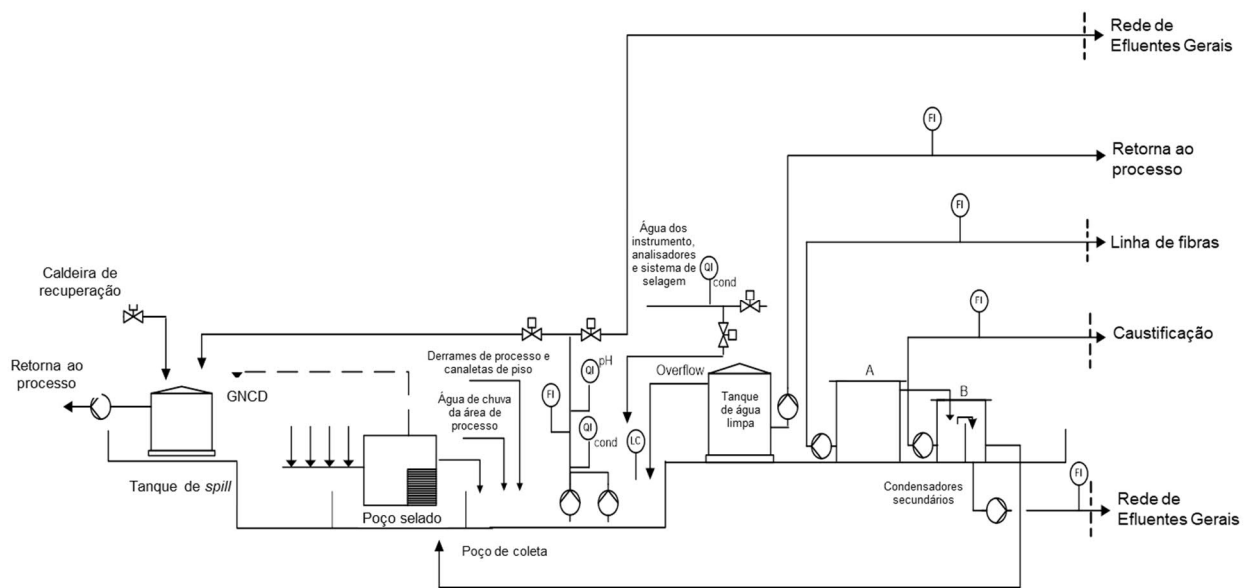 Rede de
Efluentes Gerais
FI
Retorna ao
processo
FI
Linha de fibras
Água dos
instrumento,
analisadores
e sistema de
selagem
QI
cond
Caldeira de
recuperação
FI
Caustificação
Retorna ao
processo
GNCD
Derrames de processo e
canaletas de piso
Água de chuva
da área de
processo
FI
QI
pH
QI
cond
Overflow
LC
Tanque
de água
limpa
A
B
Tanque de spill
Poço selado
Poço de coleta
Condensadores
secundários
FI
Rede de
Efluentes Gerais